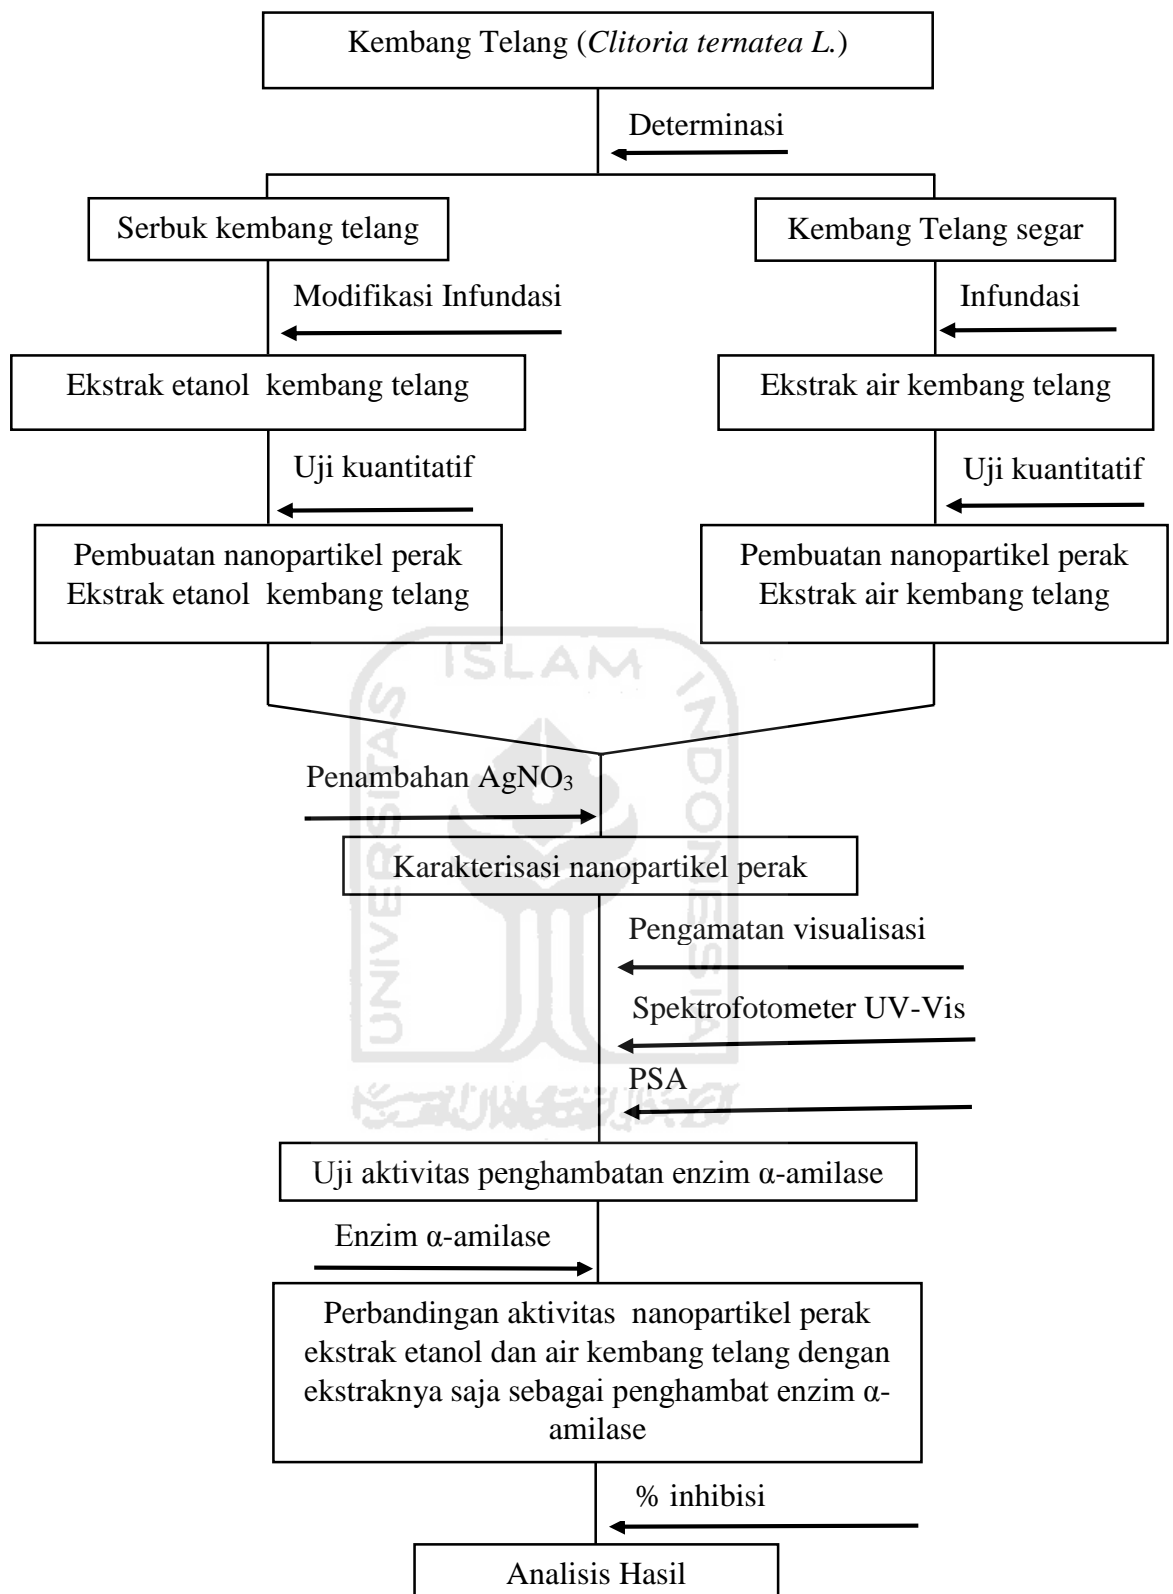 Kembang Telang (Clitoria ternatea L.)
Determinasi
Serbuk kembang telang
Kembang Telang segar
Modifikasi Infundasi
Infundasi
Ekstrak etanol  kembang telang
Ekstrak air kembang telang
Uji kuantitatif
Uji kuantitatif
Pembuatan nanopartikel perak
Ekstrak etanol  kembang telang
Pembuatan nanopartikel perak
Ekstrak air kembang telang
ISLAM
UNIVERSITAS
INDONESIA
Penambahan AgNO₃
Karakterisasi nanopartikel perak
Pengamatan visualisasi
Spektrofotometer UV-Vis
PSA
Uji aktivitas penghambatan enzim α-amilase
Enzim α-amilase
Perbandingan aktivitas  nanopartikel perak
ekstrak etanol dan air kembang telang dengan
ekstraknya saja sebagai penghambat enzim α-
amilase
% inhibisi
Analisis Hasil